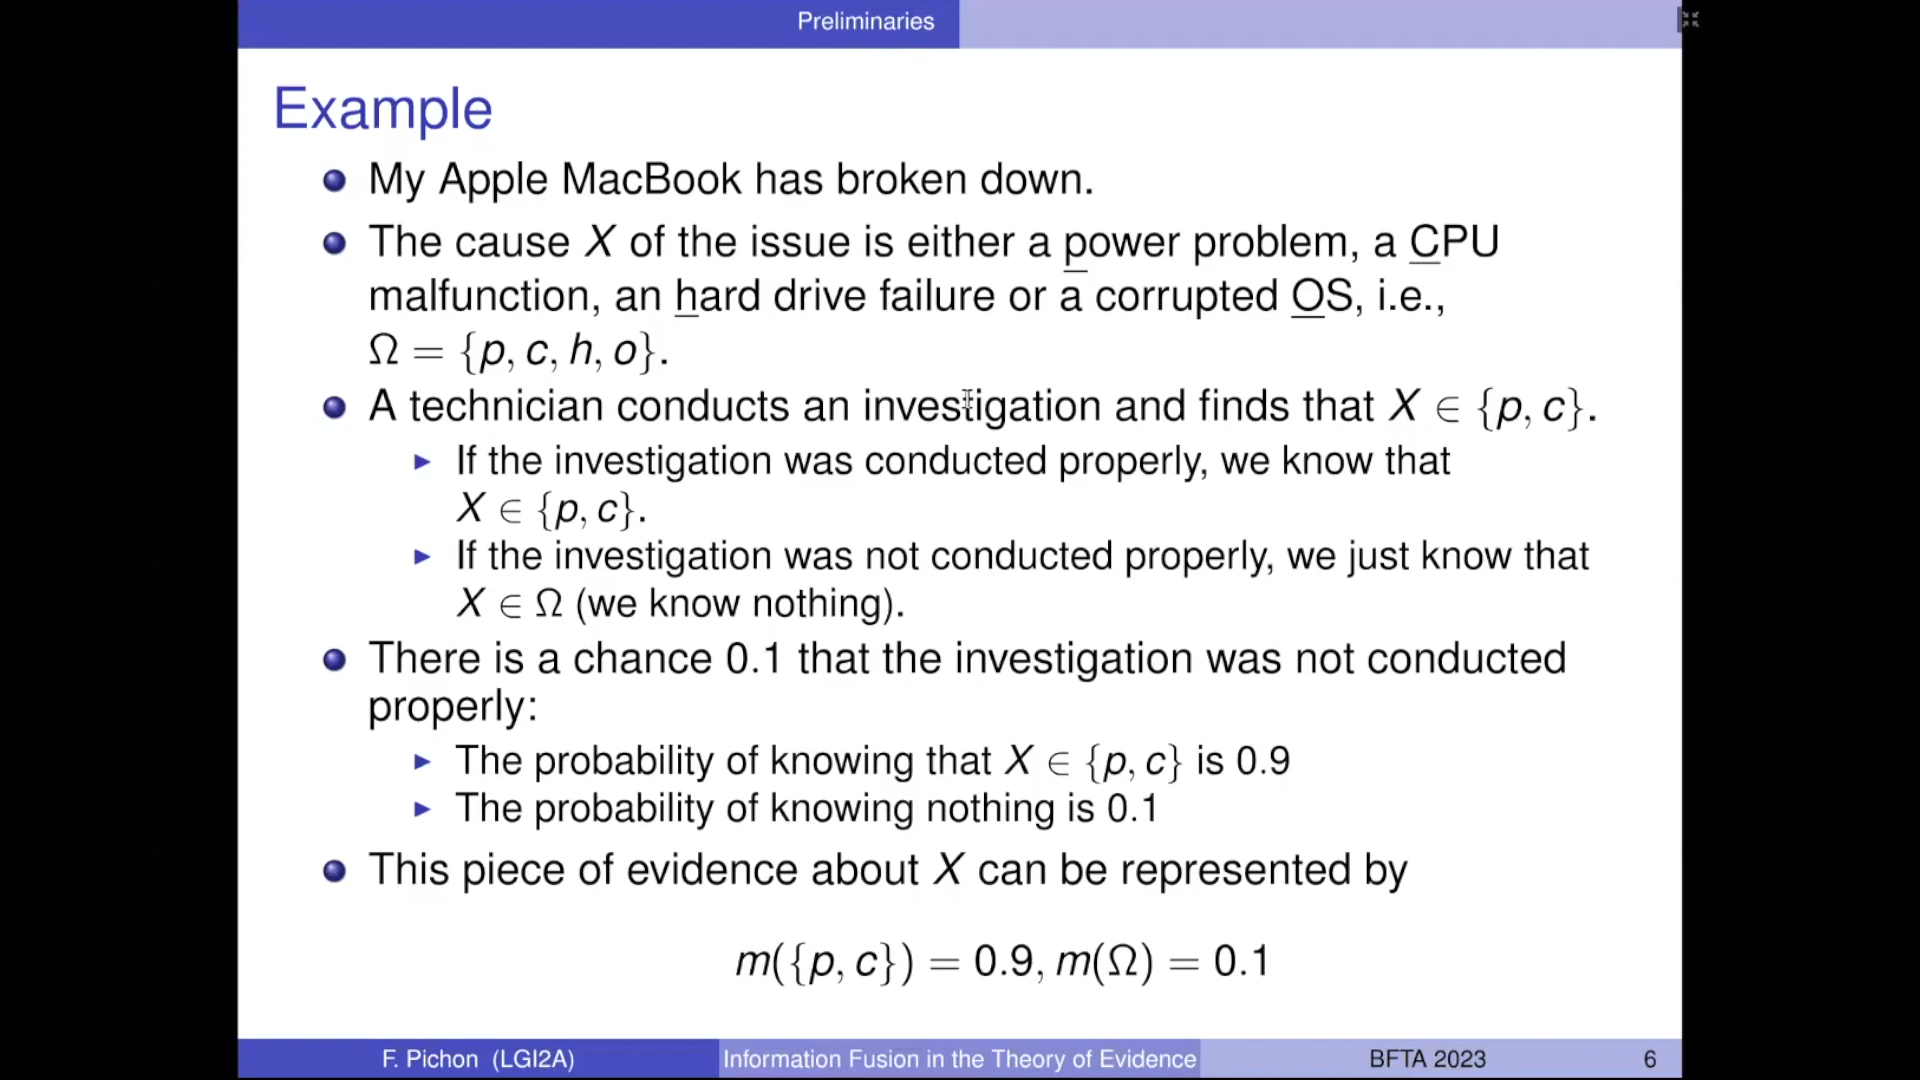 Preliminaries
Example
My Apple MacBook has broken down.
The cause X of the issue is either a power problem, a CPU
malfunction, an hard drive failure or a corrupted OS, i.e.,
Ω = {p, c, h, o}.
A technician conducts an investigation and finds that X ∈ {p, c}.
If the investigation was conducted properly, we know that
X ∈ {p, c}.
If the investigation was not conducted properly, we just know that
X ∈ Ω (we know nothing).
There is a chance 0.1 that the investigation was not conducted
properly:
The probability of knowing that X ∈ {p, c} is 0.9
The probability of knowing nothing is 0.1
This piece of evidence about X can be represented by
m({p, c}) = 0.9, m(Ω) = 0.1
F. Pichon (LGI2A) Information Fusion in the Theory of Evidence BFTA 2023 6